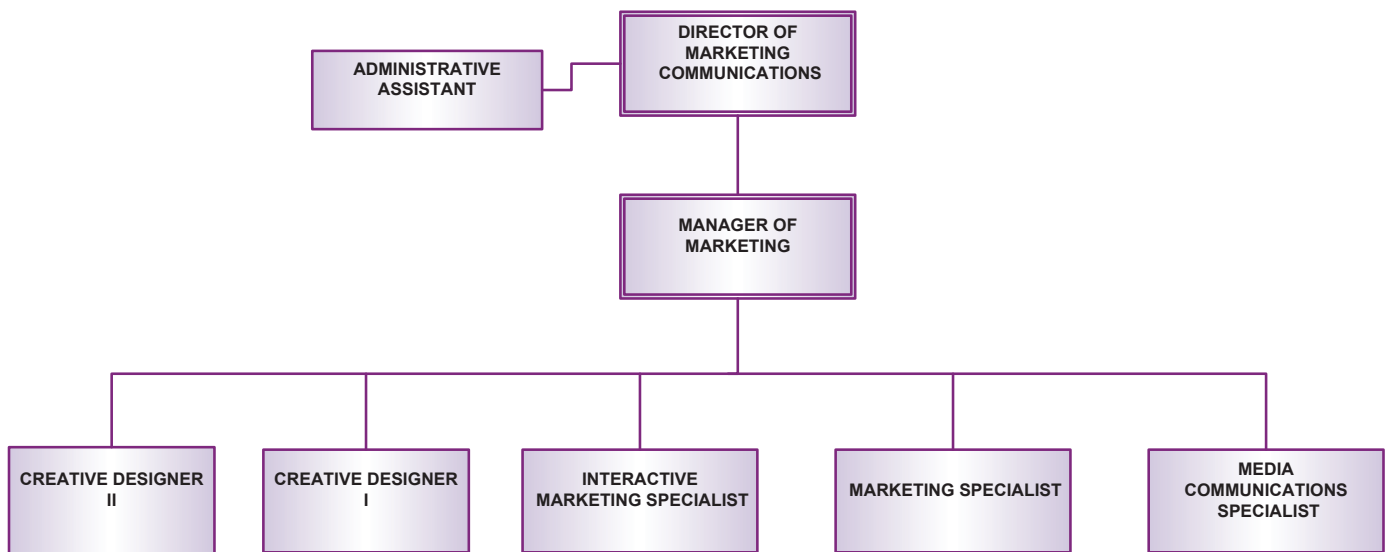 DIRECTOR OF
MARKETING
COMMUNICATIONS
ADMINISTRATIVE
ASSISTANT
MANAGER OF
MARKETING
CREATIVE DESIGNER
II
CREATIVE DESIGNER
I
INTERACTIVE
MARKETING SPECIALIST
MARKETING SPECIALIST
MEDIA
COMMUNICATIONS
SPECIALIST